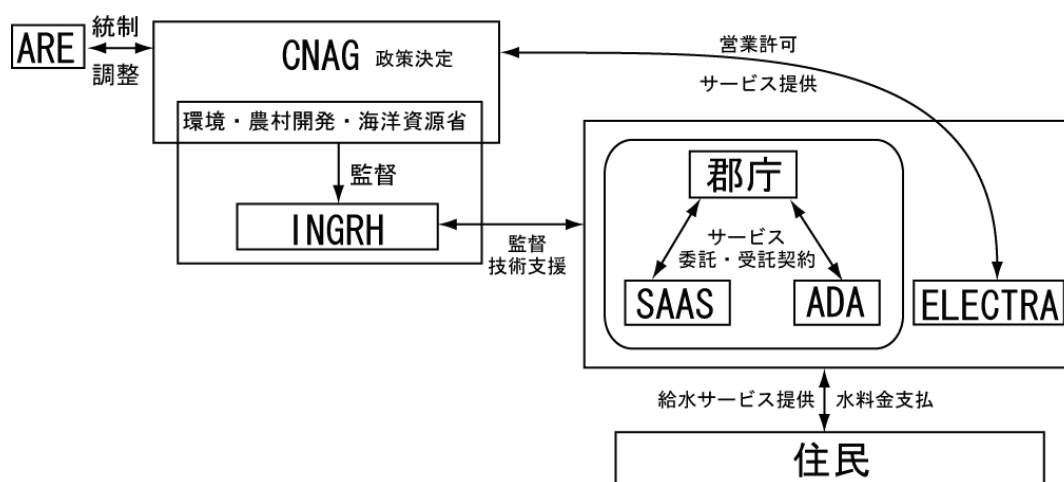 ARE
統制
調整
CNAG 政策決定
営業許可
サービス提供
環境・農村開発・海洋資源省
監督
INGRH
監督
技術支援
郡庁
サービス
委託・受託契約
SAAS
ADA
ELECTRA
給水サービス提供
水料金支払
住民